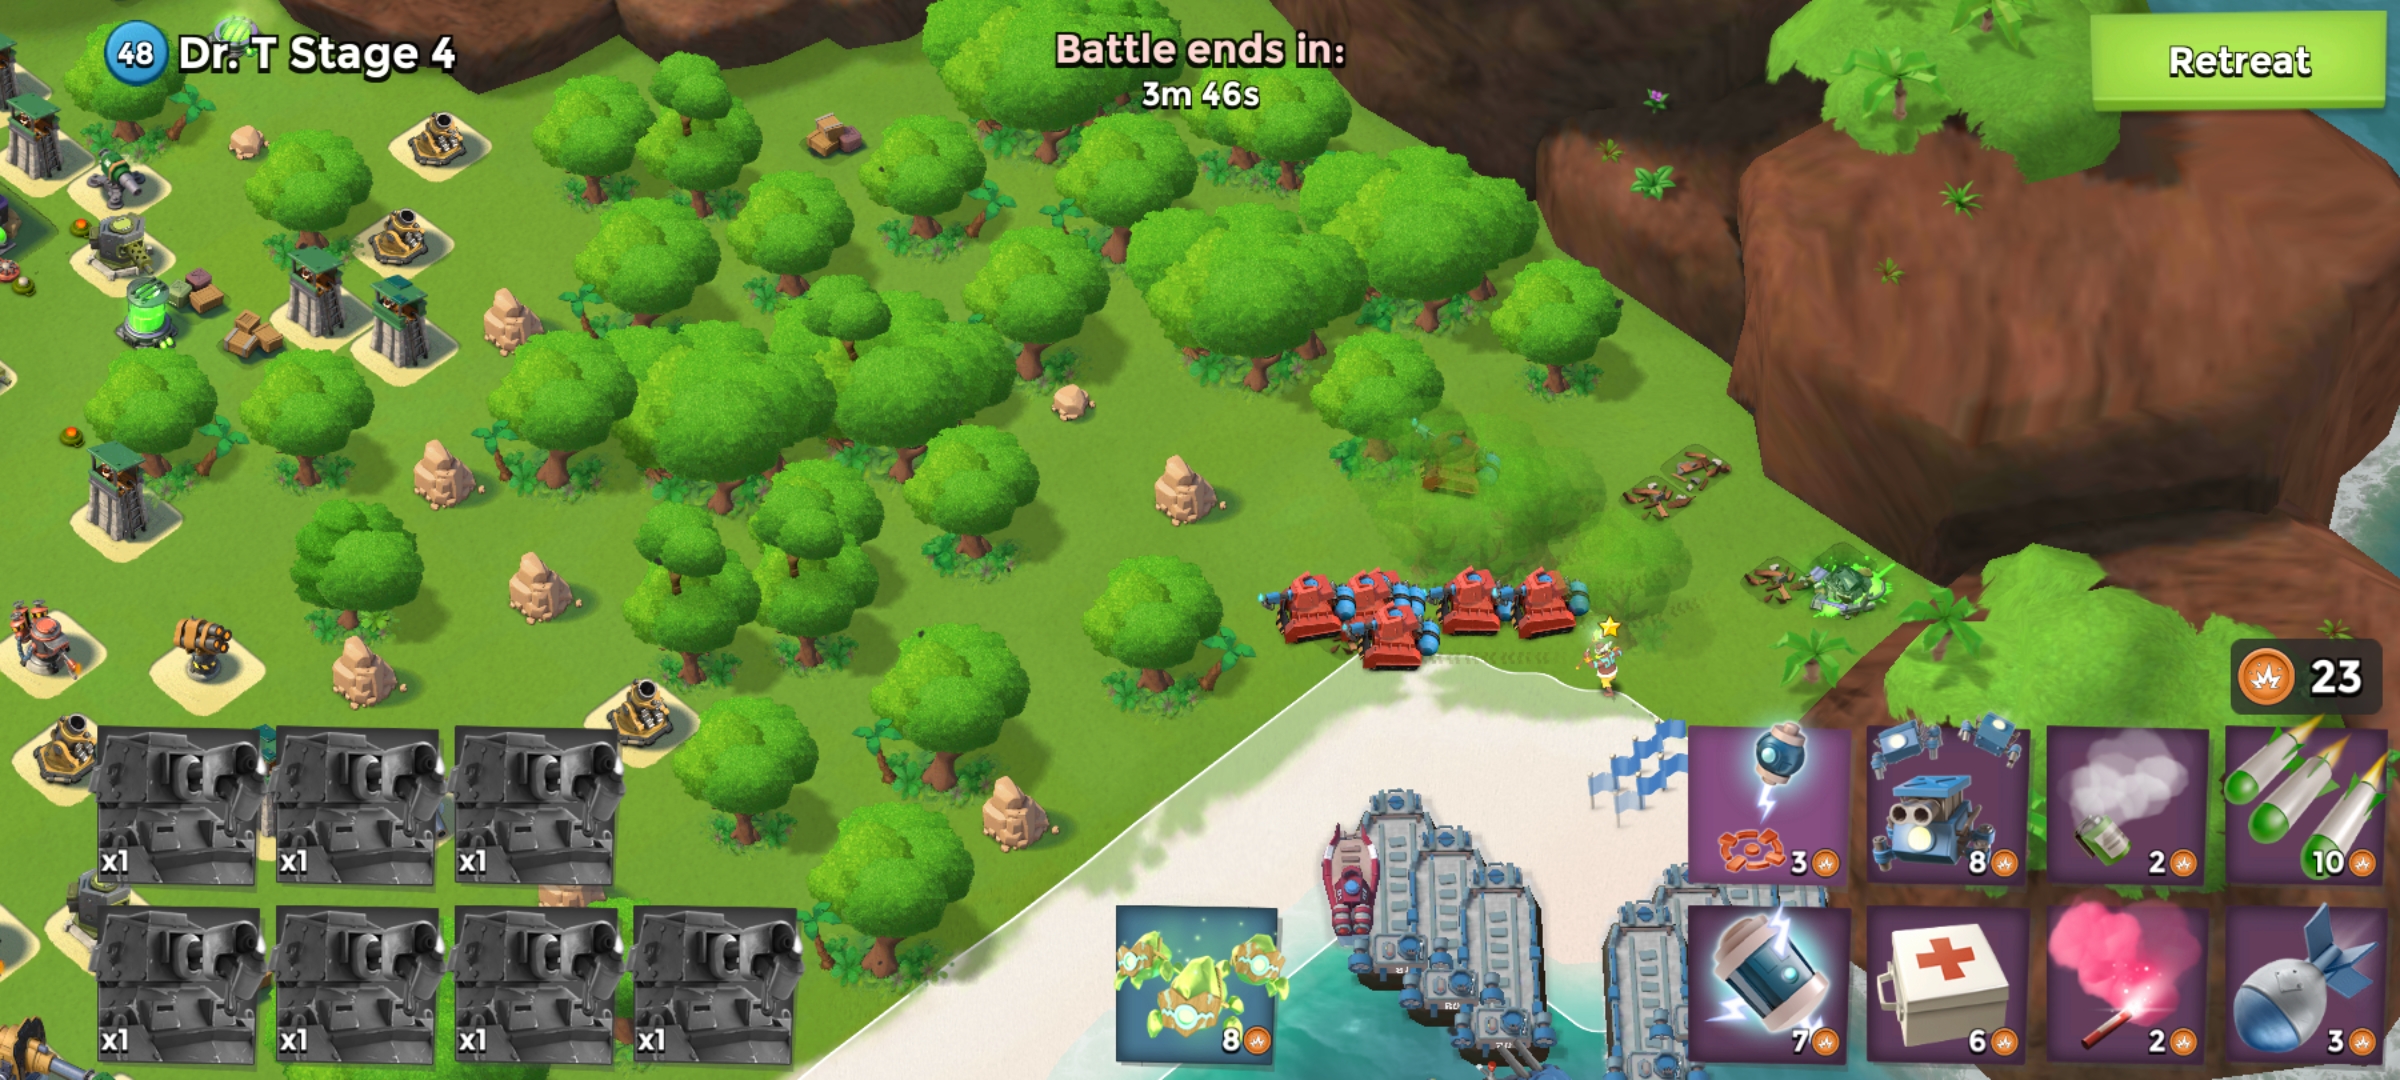 48 Dr. T Stage 4
Battle ends in:
3m 46s
Retreat
23
x1 x1 x1
3 8 2 10
x1 x1 x1 x1
8
7 6 2 3